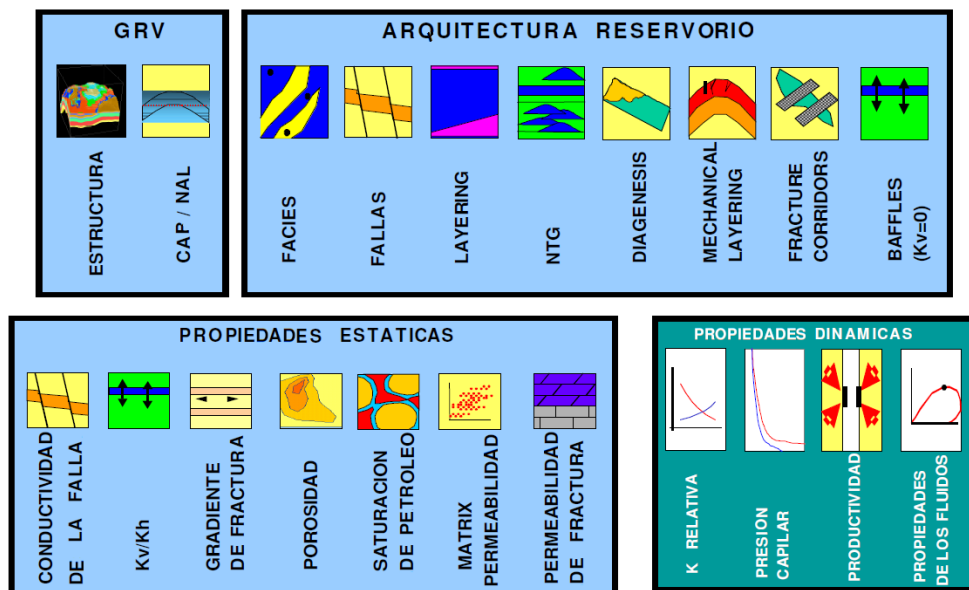 GRV
ESTRUCTURA
CAP / NAL
ARQUITECTURA RESERVORIO
FACIES
FALLAS
LAYERING
NTG
DIAGENESIS
MECHANICAL
LAYERING
FRACTURE
CORRIDORS
BAFFLES
(Kv=0)
PROPIEDADES ESTATICAS
CONDUCTIVIDAD
DE LA FALLA
Kv/Kh
GRADIENTE
DE FRACTURA
POROSIDAD
SATURACION
DE PETROLEO
MATRIX
PERMEABILIDAD
PERMEABILIDAD
DE FRACTURA
PROPIEDADES DINAMICAS
K RELATIVA
PRESION
CAPILAR
PRODUCTIVIDAD
PROPIEDADES
DE LOS FLUIDOS